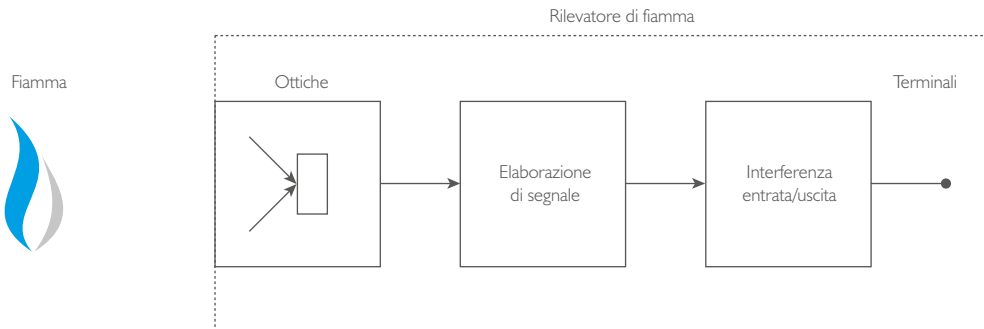 Rilevatore di fiamma
Fiamma
Ottiche
Terminali
Elaborazione
di segnale
Interferenza
entrata/uscita